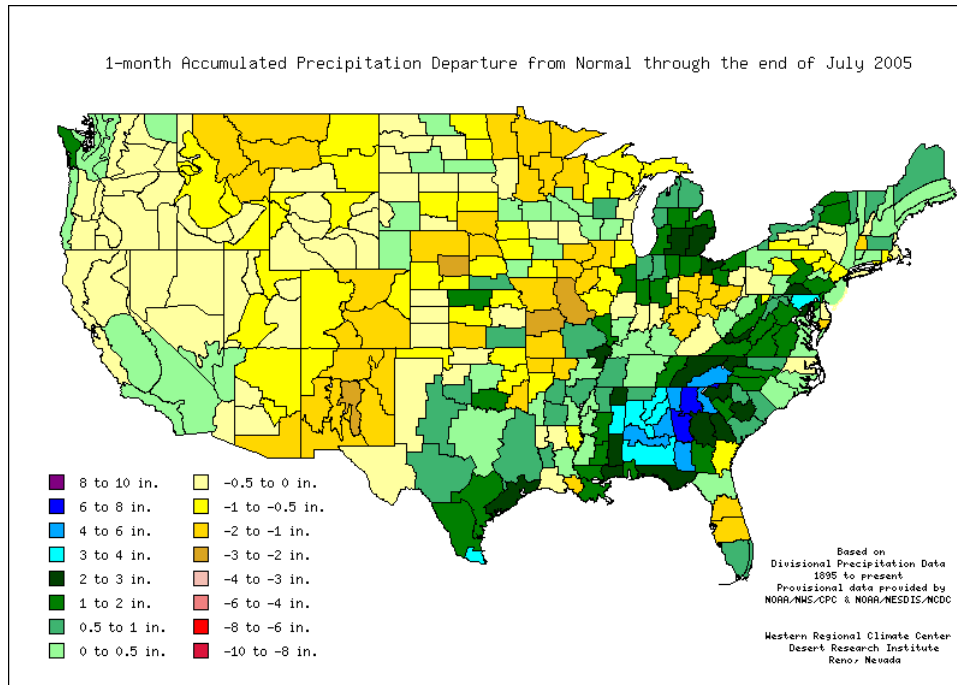 1-month Accumulated Precipitation Departure from Normal through the end of July 2005
8 to 10 in.
6 to 8 in.
4 to 6 in.
3 to 4 in.
2 to 3 in.
1 to 2 in.
0.5 to 1 in.
0 to 0.5 in.
-0.5 to 0 in.
-1 to -0.5 in.
-2 to -1 in.
-3 to -2 in.
-4 to -3 in.
-6 to -4 in.
-8 to -6 in.
-10 to -8 in.
Based on
Divisional Precipitation Data
1895 to present
Provisional data provided by
NOAA/NWS/CPC & NOAA/NESDIS/NCDC
Western Regional Climate Center
Desert Research Institute
Reno, Nevada